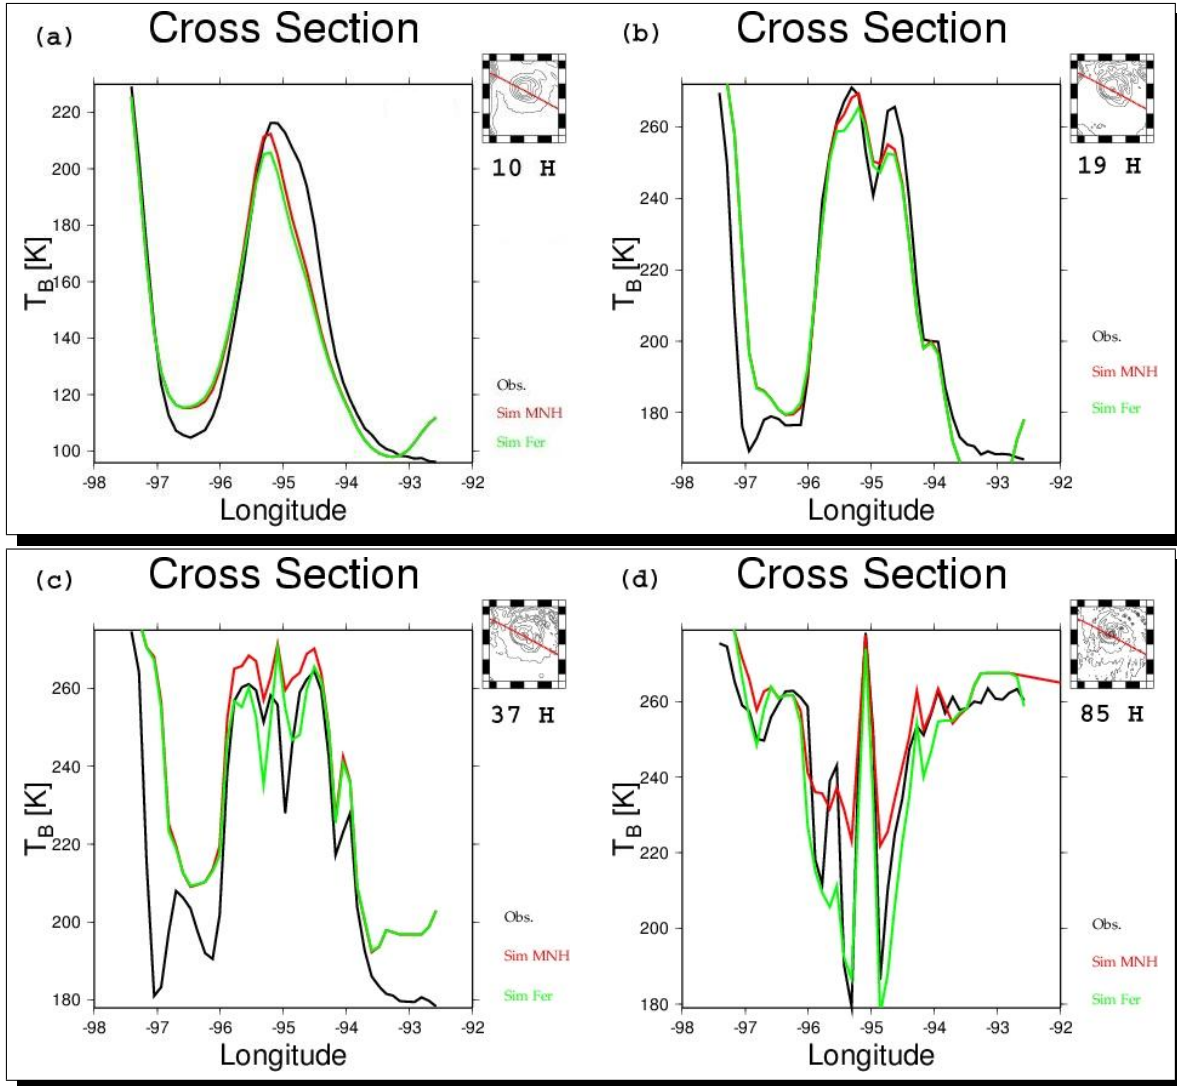 (a) Cross Section
10 H
T_B [K]
220
200
180
160
140
120
100
Obs.
Sim MNH
Sim Fer
-98 -97 -96 -95 -94 -93 -92
Longitude
(b) Cross Section
19 H
T_B [K]
260
240
220
200
180
Obs.
Sim MNH
Sim Fer
-98 -97 -96 -95 -94 -93 -92
Longitude
(c) Cross Section
37 H
T_B [K]
260
240
220
200
180
Obs.
Sim MNH
Sim Fer
-98 -97 -96 -95 -94 -93 -92
Longitude
(d) Cross Section
85 H
T_B [K]
260
240
220
200
180
Obs.
Sim MNH
Sim Fer
-98 -97 -96 -95 -94 -93 -92
Longitude